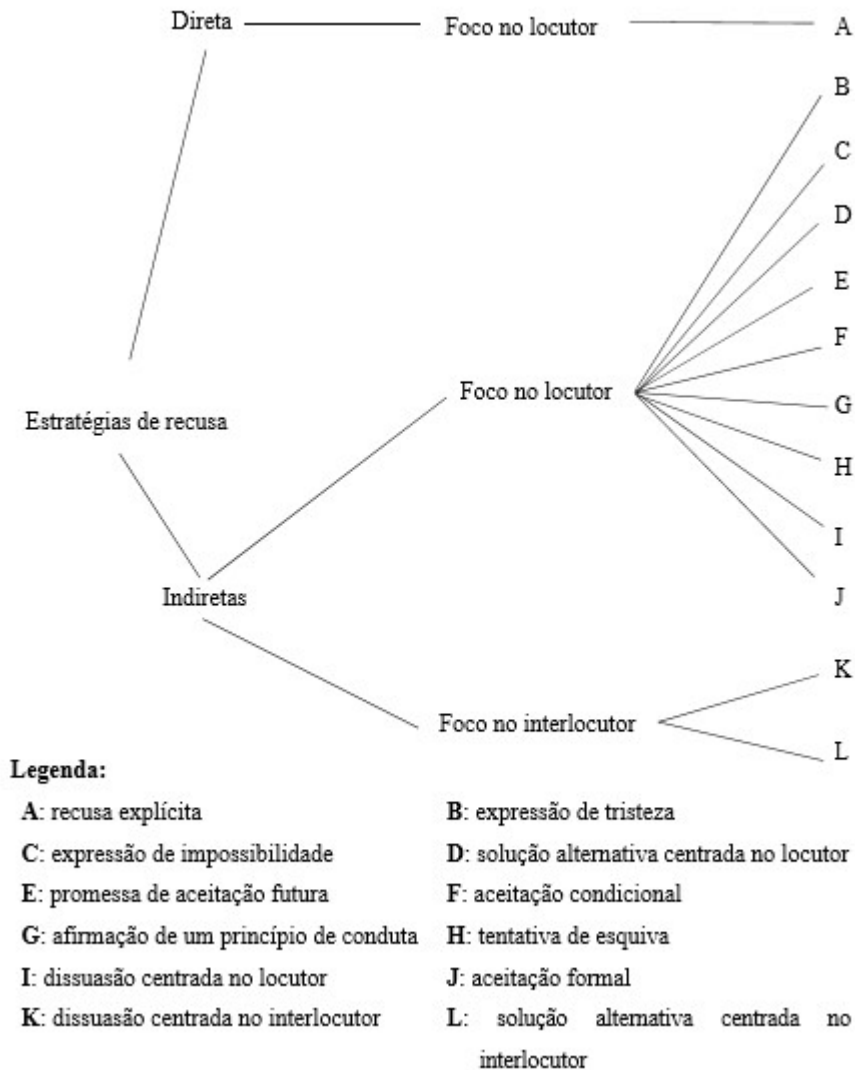 Direta Foco no locutor A
B
C
D
E
F
Foco no locutor
G
Estratégias de recusa
H
I
Indiretas J
K
Foco no interlocutor
L
Legenda:
A: recusa explícita B: expressão de tristeza
C: expressão de impossibilidade D: solução alternativa centrada no locutor
E: promessa de aceitação futura F: aceitação condicional
G: afirmação de um princípio de conduta H: tentativa de esquiva
I: dissuasão centrada no locutor J: aceitação formal
K: dissuasão centrada no interlocutor L: solução alternativa centrada no
interlocutor